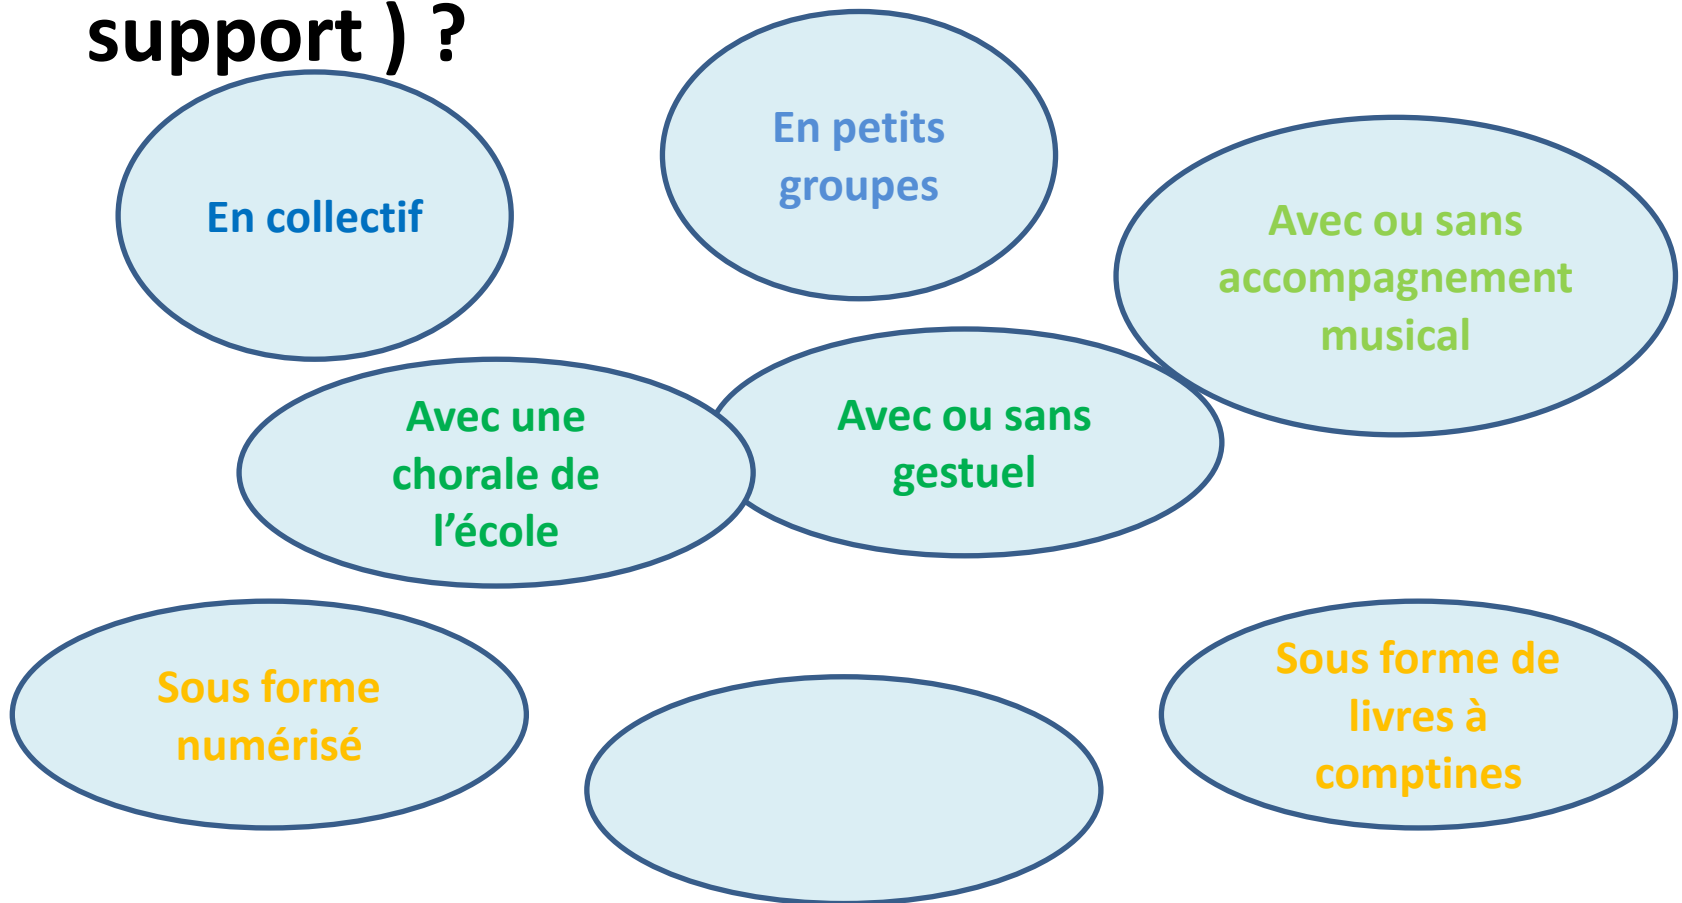 support ) ?
En petits
groupes
En collectif
Avec ou sans
accompagnement
musical
Avec une
chorale de
l’école
Avec ou sans
gestuel
Sous forme
numérisé
Sous forme de
livres à
comptines